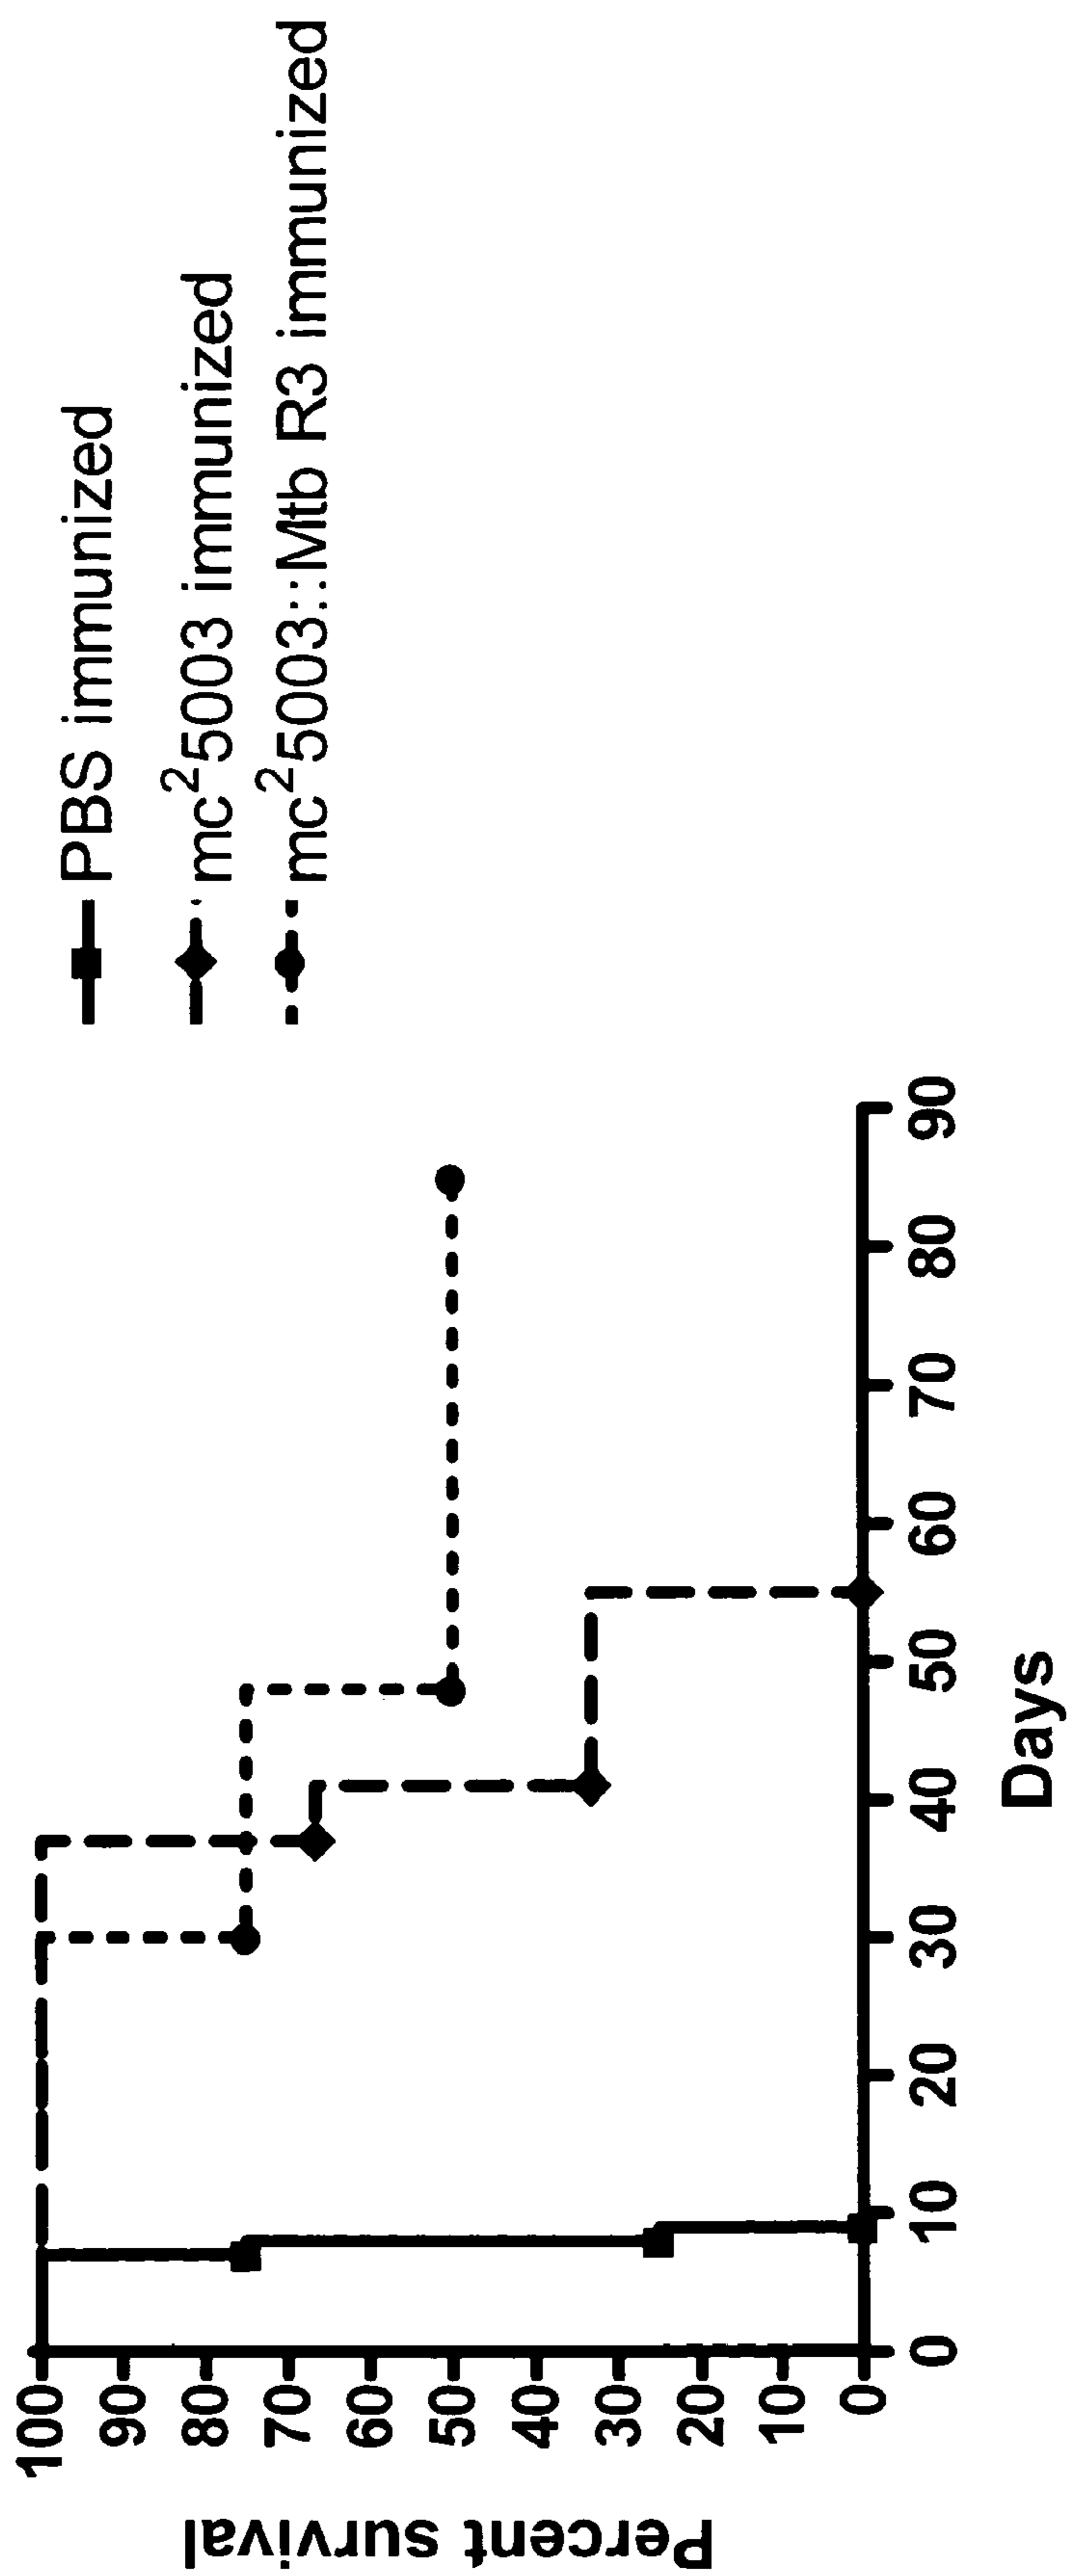 PBS immunized
mc²5003 immunized
mc²5003::Mtb R3 immunized
Percent survival
100
90
80
70
60
50
40
30
20
10
0
0 10 20 30 40 50 60 70 80 90
Days